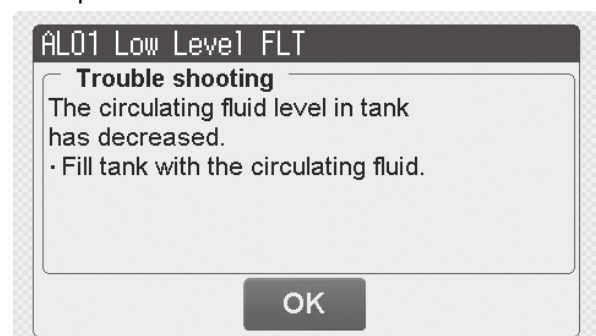 AL01 Low Level FLT
Trouble shooting
The circulating fluid level in tank
has decreased.
· Fill tank with the circulating fluid.
OK